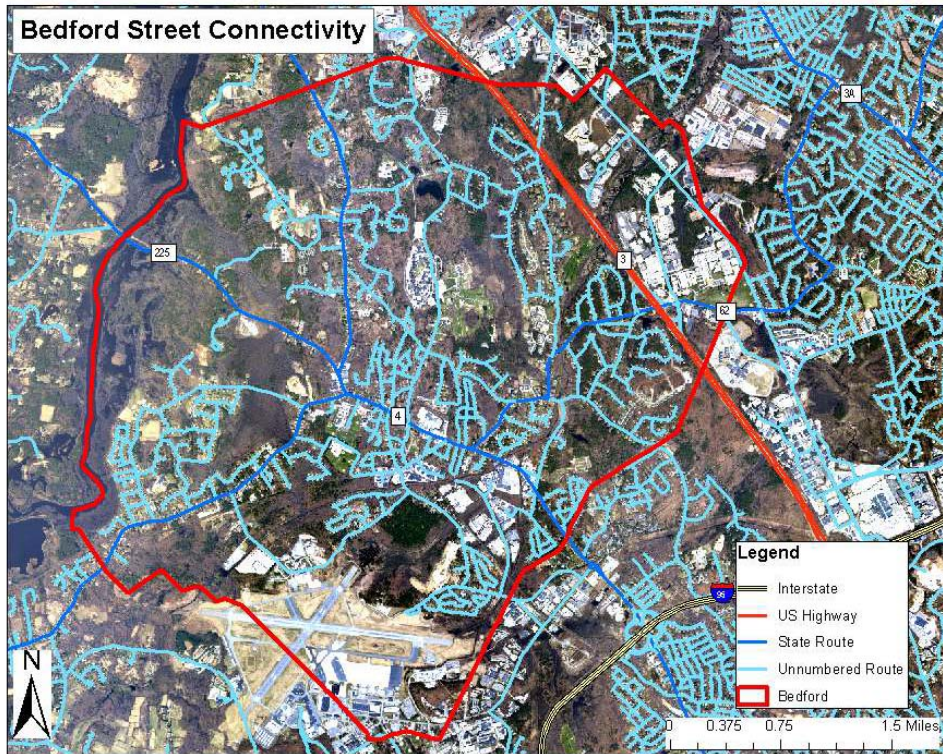 Bedford Street Connectivity
3A
225
3
62
4
N
Legend
Interstate
95
US Highway
State Route
Unnumbered Route
Bedford
0 0.375 0.75 1.5 Miles